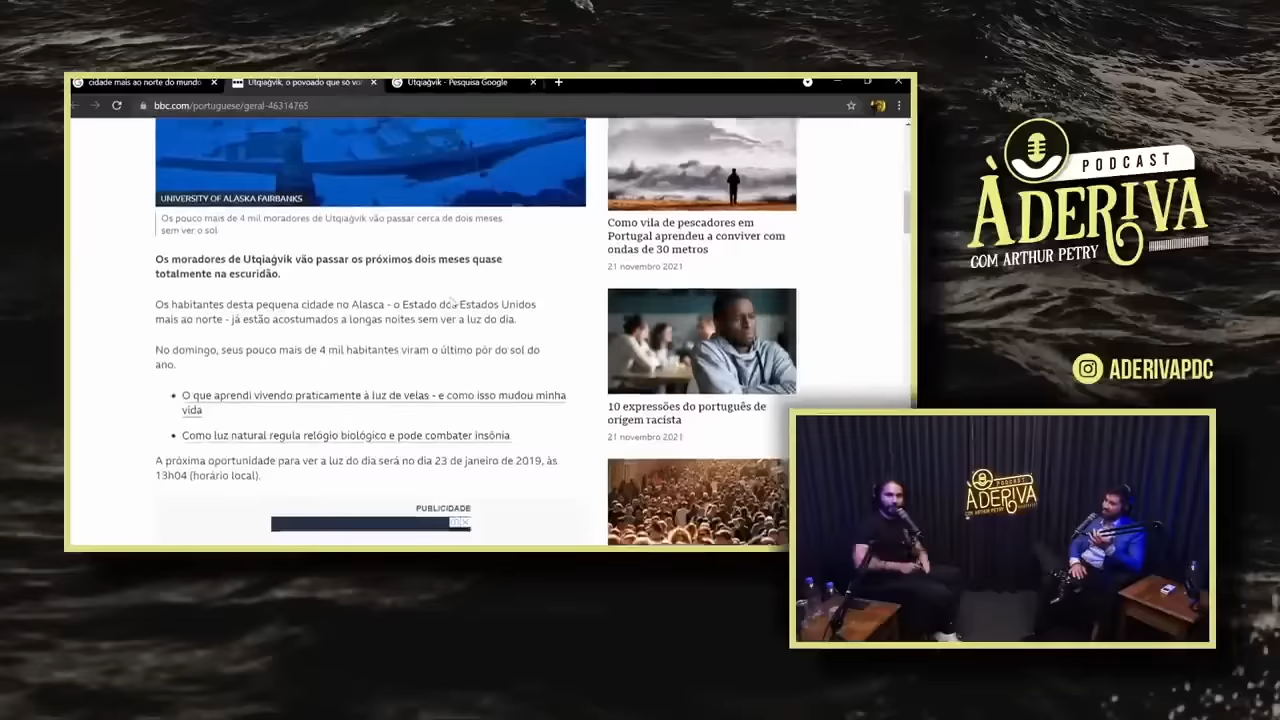 cidade mais ao norte do mundo
Utqiaġvik, o povoado que só va
Utqiaġvik - Pesquisa Google
bbc.com/portuguese/geral-46314765
UNIVERSITY OF ALASKA FAIRBANKS
Os pouco mais de 4 mil moradores de Utqiaġvik vão passar cerca de dois meses
sem ver o sol
Os moradores de Utqiaġvik vão passar os próximos dois meses quase
totalmente na escuridão.
Os habitantes desta pequena cidade no Alasca - o Estado dos Estados Unidos
mais ao norte - já estão acostumados a longas noites sem ver a luz do dia.
No domingo, seus pouco mais de 4 mil habitantes viram o último pôr do sol do
ano.
• O que aprendi vivendo praticamente à luz de velas - e como isso mudou minha
vida
• Como luz natural regula relógio biológico e pode combater insônia
A próxima oportunidade para ver a luz do dia será no dia 23 de janeiro de 2019, às
13h04 (horário local).
PUBLICIDADE
Como vila de pescadores em
Portugal aprendeu a conviver com
ondas de 30 metros
21 novembro 2021
10 expressões do português de
origem racista
21 novembro 2021
PODCAST
À DERIVA
COM ARTHUR PETRY
ADERIVAPDC
PODCAST
À DERIVA
COM ARTHUR PETRY